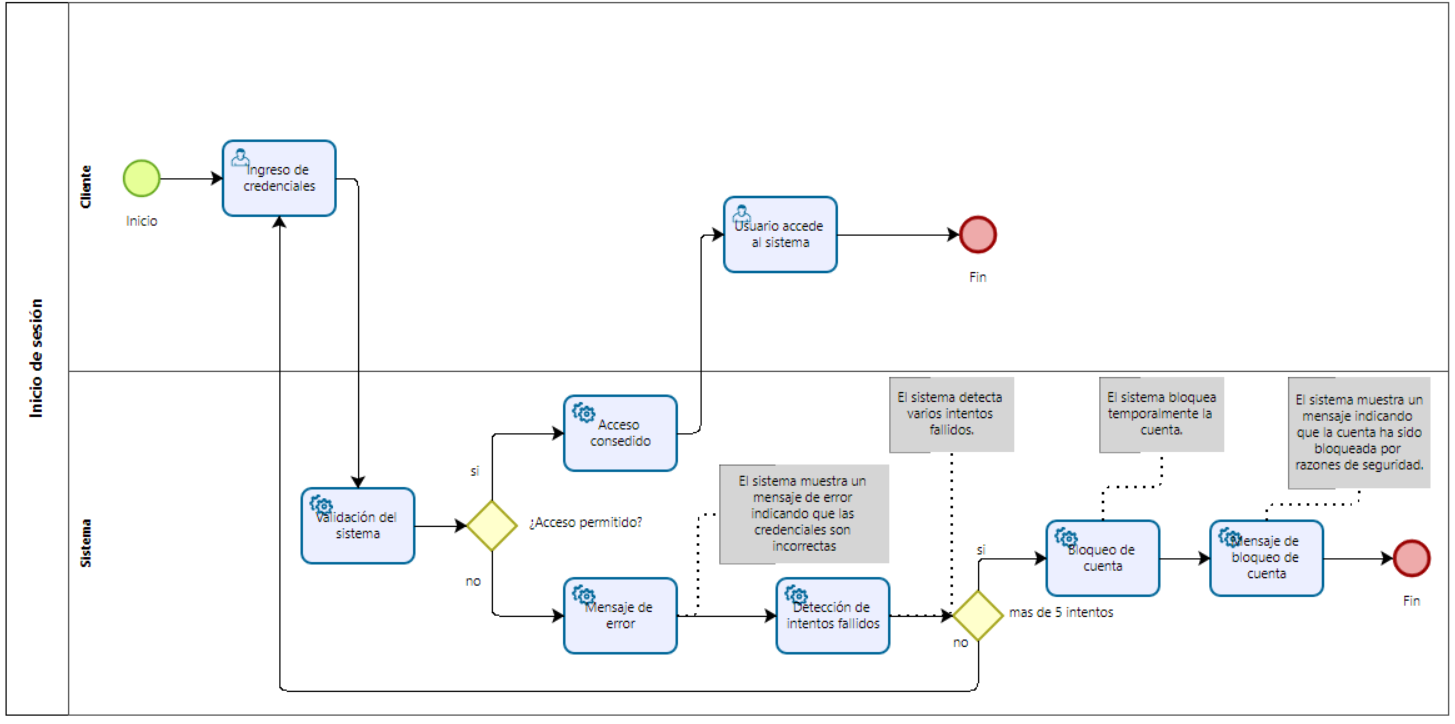 Inicio de sesión
Cliente
Inicio
Ingreso de
credenciales
Usuario accede
al sistema
Fin
Sistema
Validación del
sistema
¿Acceso permitido?
si
no
Acceso
consedido
Mensaje de
error
El sistema muestra un
mensaje de error
indicando que las
credenciales son
incorrectas
Detección de
intentos fallidos
El sistema detecta
varios intentos
fallidos.
si
mas de 5 intentos
no
Bloqueo de
cuenta
El sistema bloquea
temporalmente la
cuenta.
Mensaje de
bloqueo de
cuenta
El sistema muestra un
mensaje indicando
que la cuenta ha sido
bloqueada por
razones de seguridad.
Fin